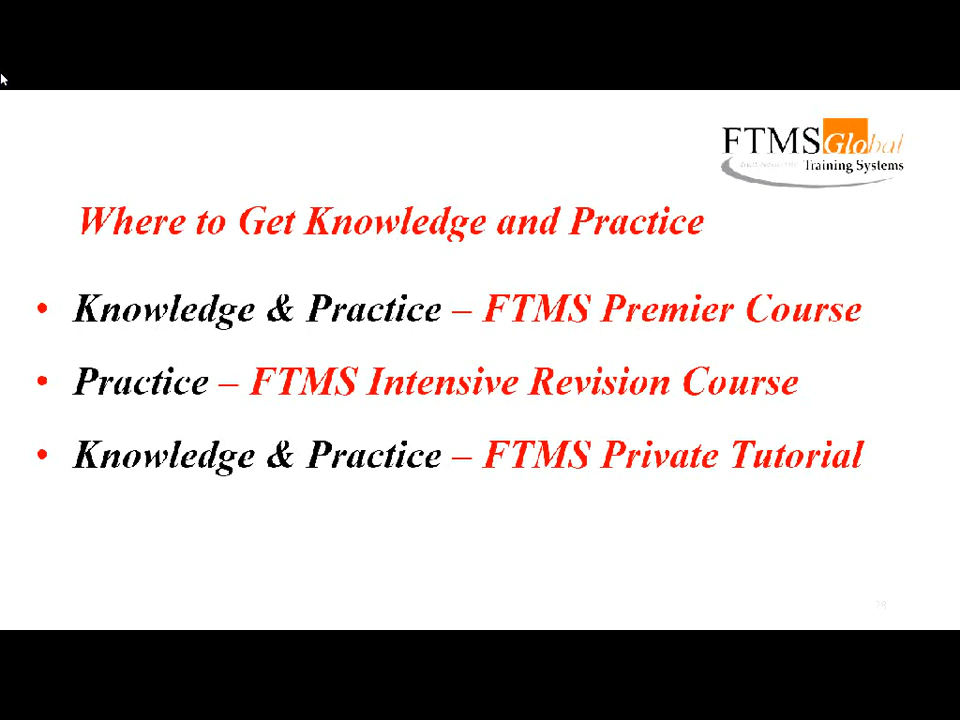 FTMS Global
Training Systems
Where to Get Knowledge and Practice
• Knowledge & Practice – FTMS Premier Course
• Practice – FTMS Intensive Revision Course
• Knowledge & Practice – FTMS Private Tutorial